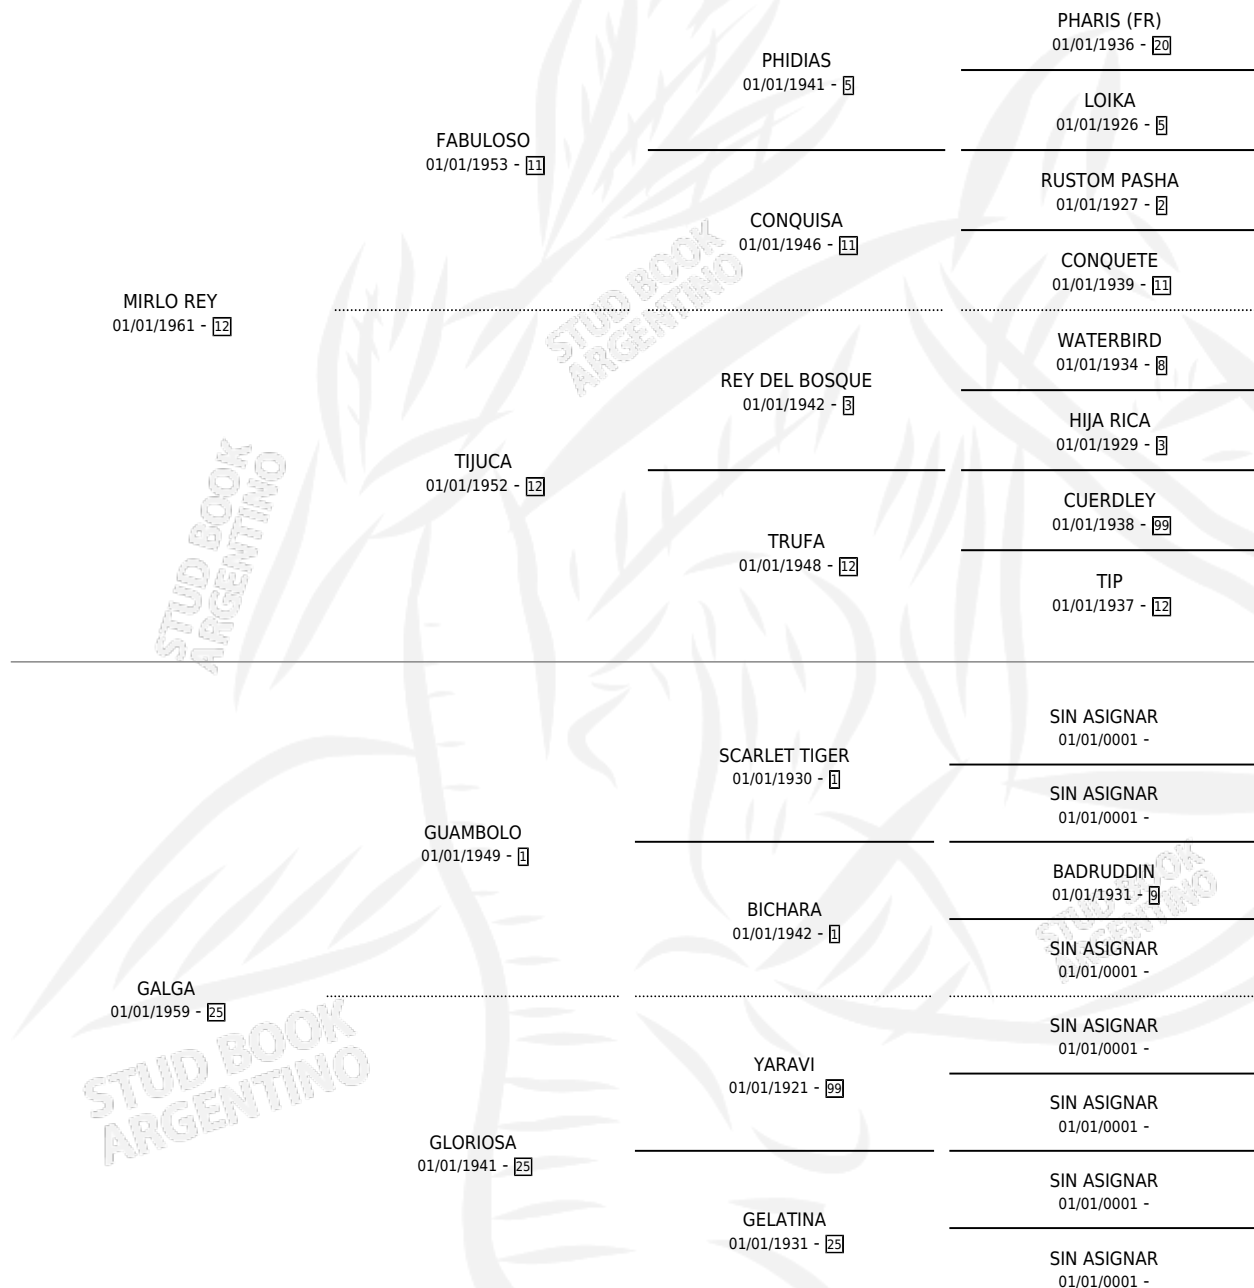 PHARIS (FR)
01/01/1936 - 20
PHIDIAS
01/01/1941 - 5
LOIKA
01/01/1926 - 5
FABULOSO
01/01/1953 - 11
RUSTOM PASHA
01/01/1927 - 2
CONQUISA
01/01/1946 - 11
CONQUETE
01/01/1939 - 11
MIRLO REY
01/01/1961 - 12
WATERBIRD
01/01/1934 - 8
REY DEL BOSQUE
01/01/1942 - 3
HIJA RICA
01/01/1929 - 3
TIJUCA
01/01/1952 - 12
CUERDLEY
01/01/1938 - 99
TRUFA
01/01/1948 - 12
TIP
01/01/1937 - 12
STUD BOOK
ARGENTINO
STUD BOOK
ARGENTINO
SIN ASIGNAR
01/01/0001 -
SCARLET TIGER
01/01/1930 - 1
SIN ASIGNAR
01/01/0001 -
GUAMBOLO
01/01/1949 - 1
BADRUDDIN
01/01/1931 - 9
BICHARA
01/01/1942 - 1
SIN ASIGNAR
01/01/0001 -
GALGA
01/01/1959 - 25
SIN ASIGNAR
01/01/0001 -
YARAVI
01/01/1921 - 99
SIN ASIGNAR
01/01/0001 -
GLORIOSA
01/01/1941 - 25
SIN ASIGNAR
01/01/0001 -
GELATINA
01/01/1931 - 25
SIN ASIGNAR
01/01/0001 -
STUD BOOK
ARGENTINO
STUD BOOK
ARGENTINO